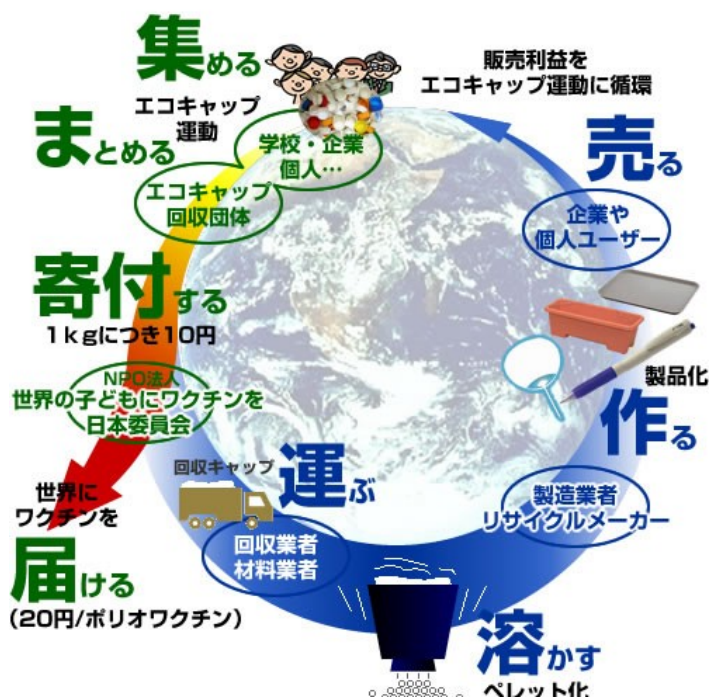 集める
エコキャップ
運動
まとめる
学校・企業
個人…
エコキャップ
回収団体
寄付する
1kgにつき10円
NPO法人
世界の子どもにワクチンを
日本委員会
世界に
ワクチンを
届ける
(20円/ポリオワクチン)
回収キャップ
運ぶ
回収業者
材料業者
溶かす
ペレット化
製造業者
リサイクルメーカー
作る
製品化
企業や
個人ユーザー
売る
販売利益を
エコキャップ運動に循環